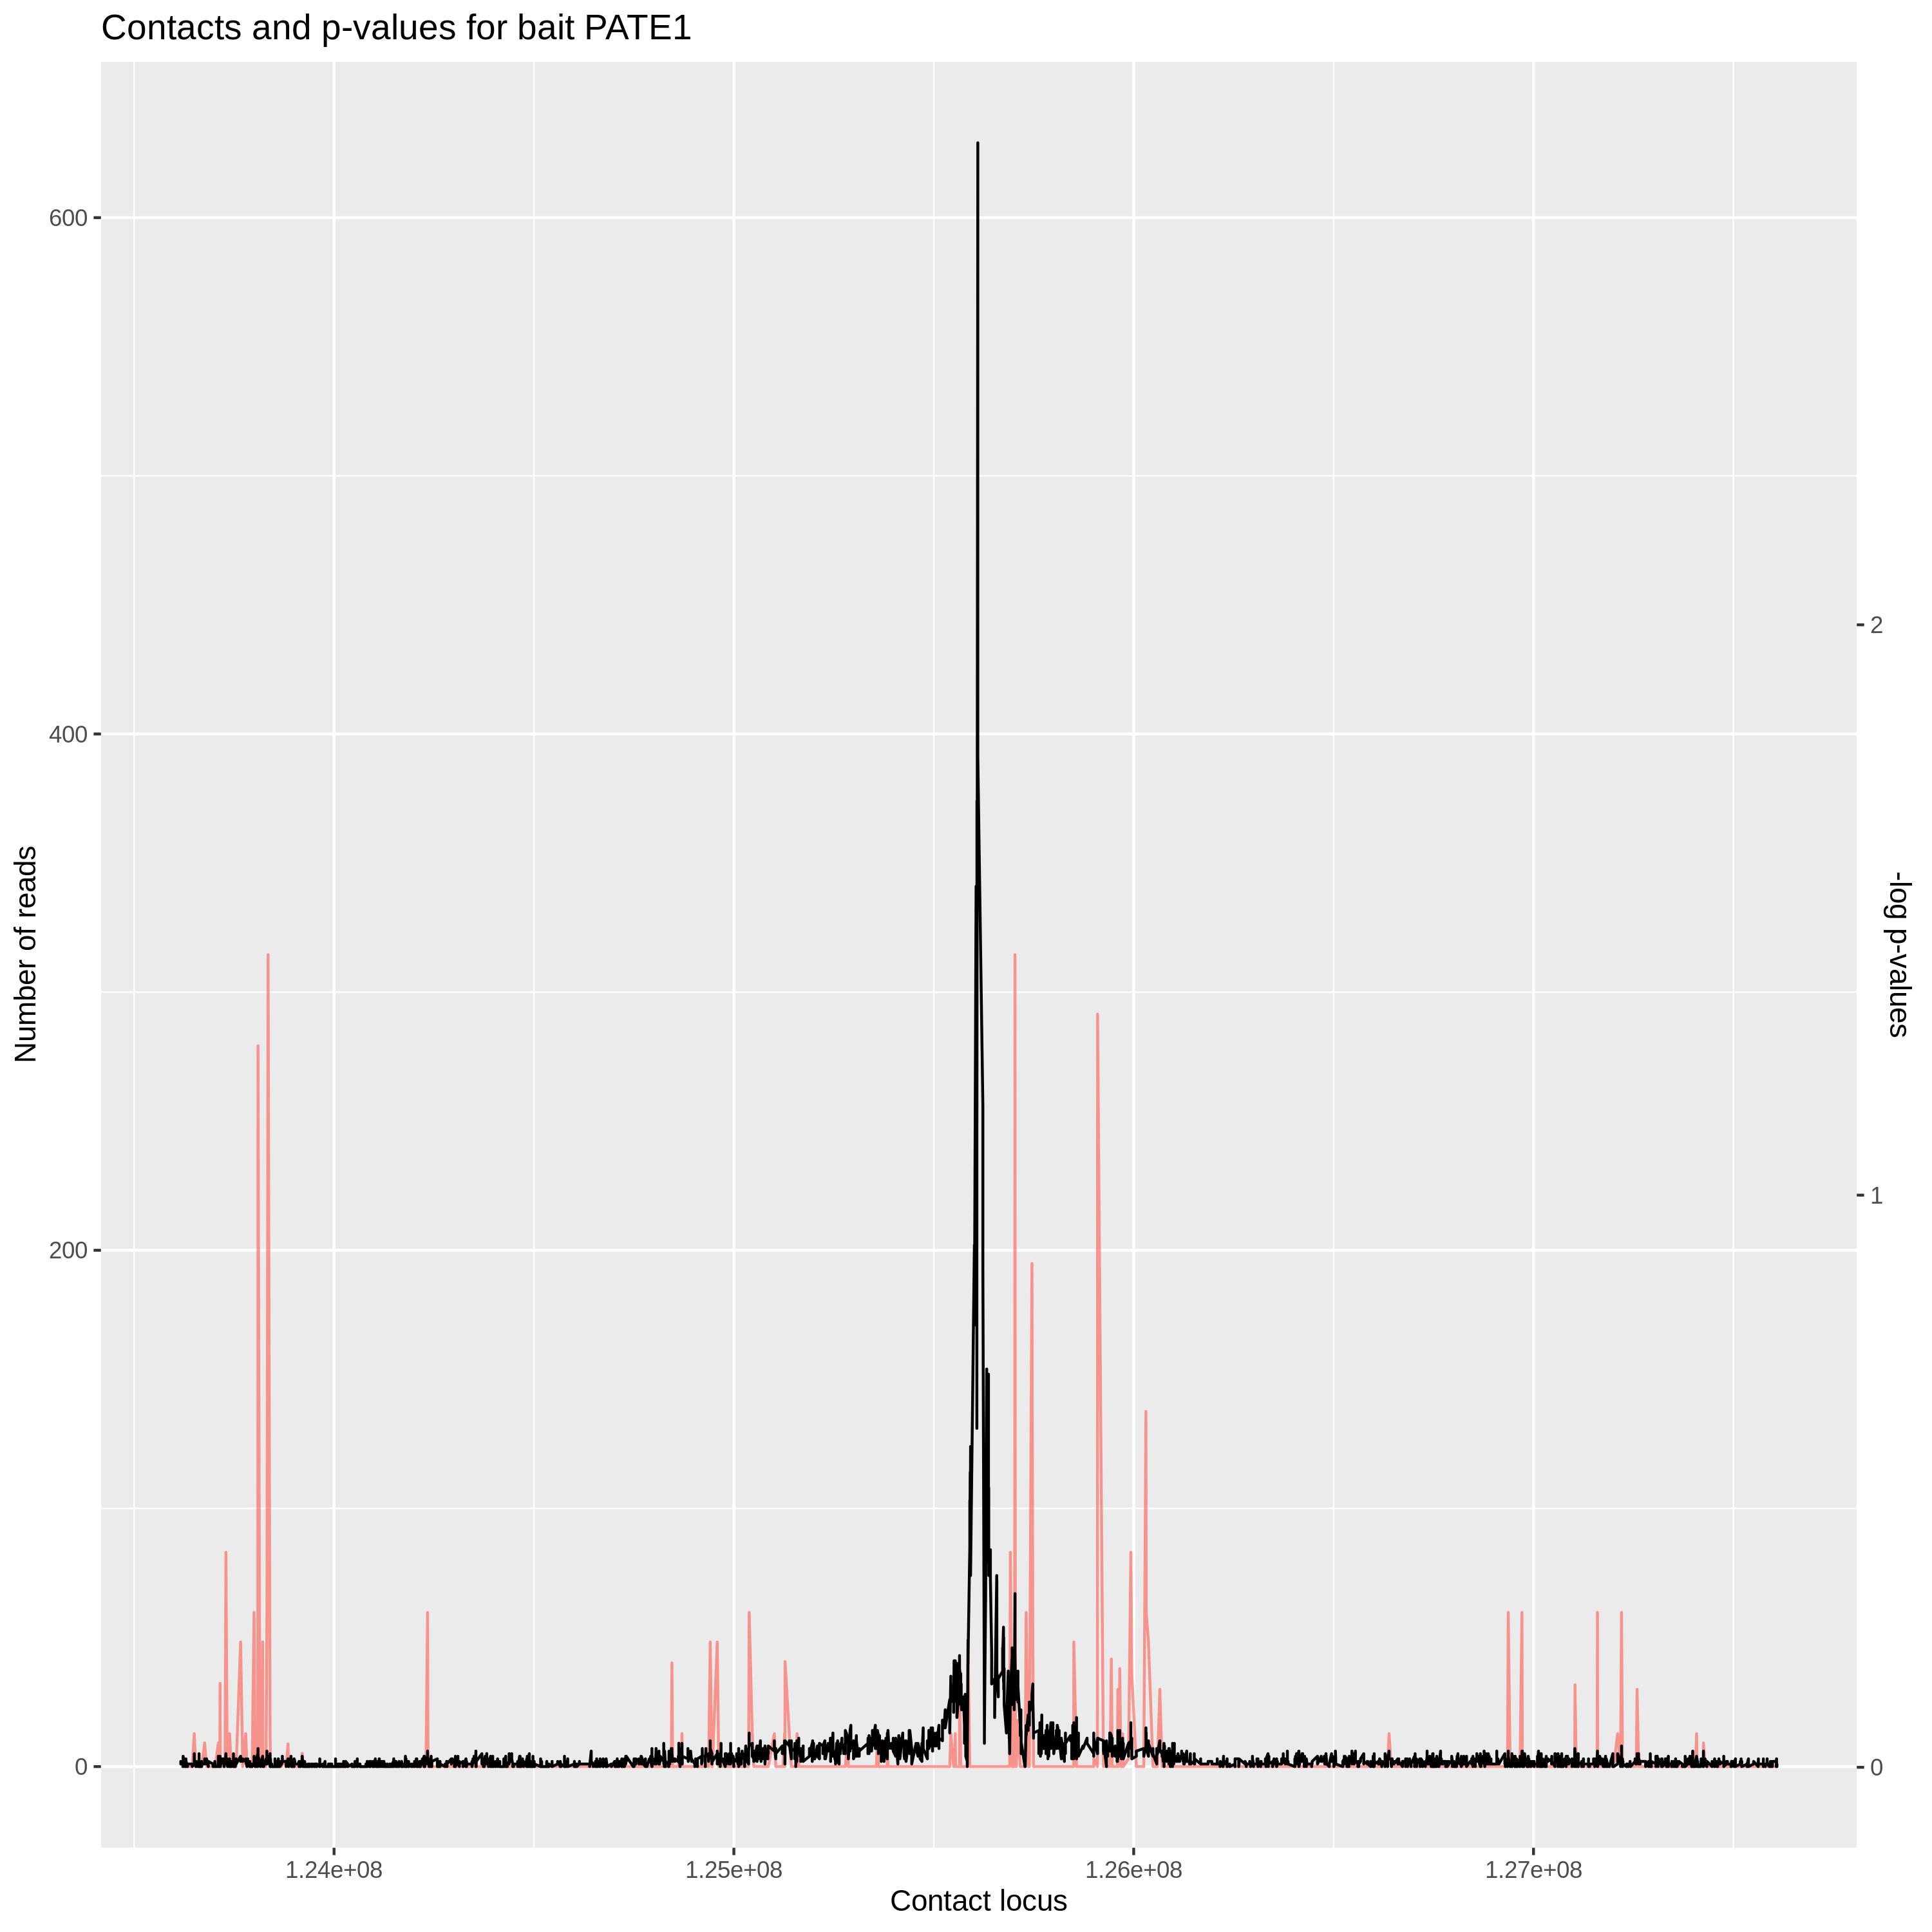 Contacts and p-values for bait PATE1
600
400
200
0
Number of reads
2
1
0
-log p-values
1.24e+08
1.25e+08
1.26e+08
1.27e+08
Contact locus